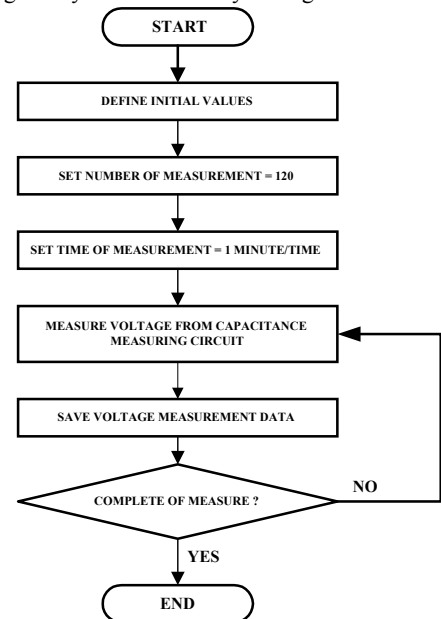 START
DEFINE INITIAL VALUES
SET NUMBER OF MEASUREMENT = 120
SET TIME OF MEASUREMENT = 1 MINUTE/TIME
MEASURE VOLTAGE FROM CAPACITANCE
MEASURING CIRCUIT
SAVE VOLTAGE MEASUREMENT DATA
COMPLETE OF MEASURE ?
NO
YES
END